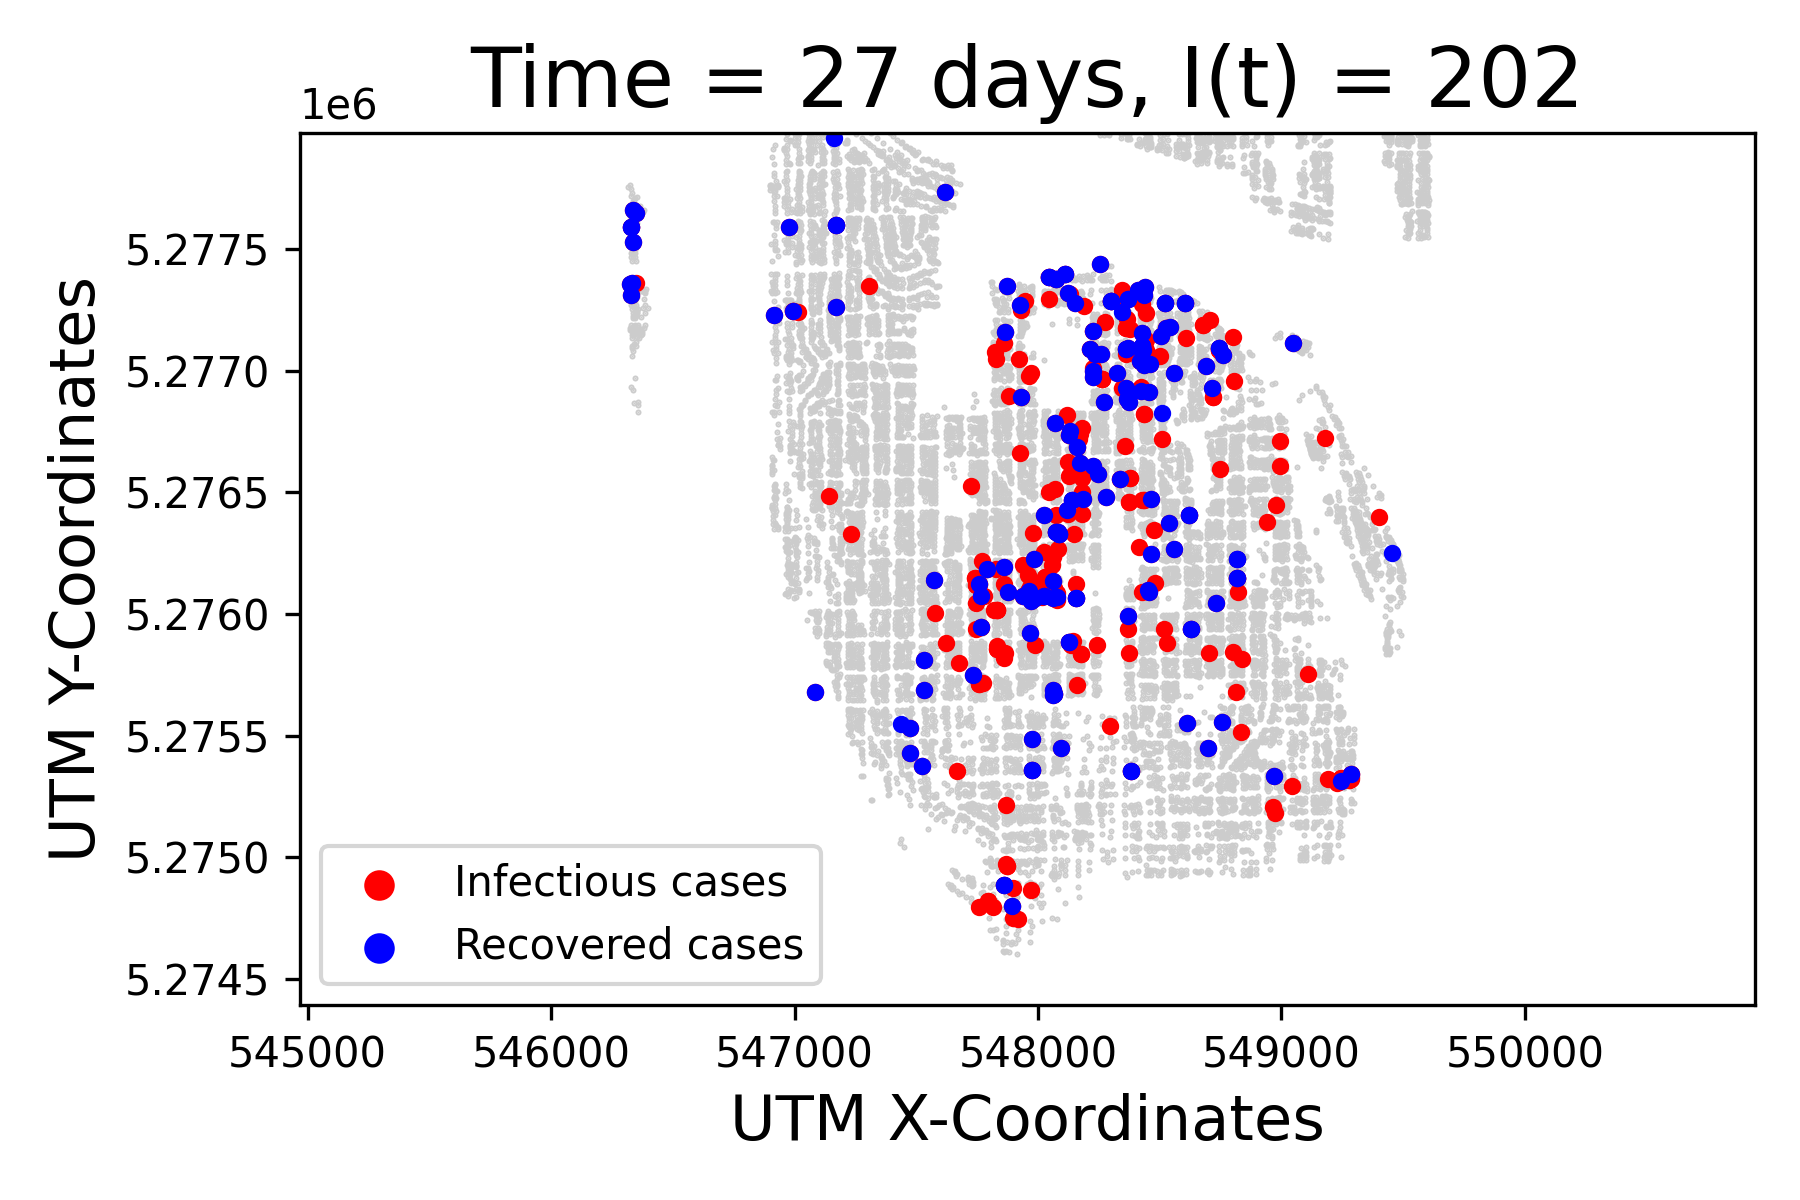 Time = 27 days, I(t) = 202
1e6
5.2775
5.2770
5.2765
5.2760
5.2755
5.2750
5.2745
UTM Y-Coordinates
Infectious cases
Recovered cases
545000 546000 547000 548000 549000 550000
UTM X-Coordinates